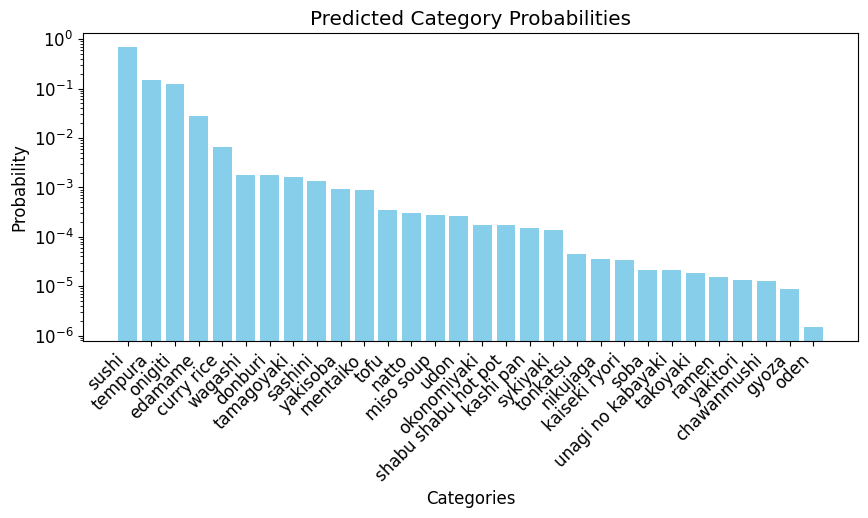 Predicted Category Probabilities
Probability
10⁰
10⁻¹
10⁻²
10⁻³
10⁻⁴
10⁻⁵
10⁻⁶
sushi
tempura
onigiti
edamame
curry rice
wagashi
donburi
tamagoyaki
sashini
yakisoba
mentaiko
tofu
natto
miso soup
udon
okonomiyaki
shabu shabu hot pot
kashi pan
sykiyaki
tonkatsu
nikujaga
kaiseki ryori
soba
unagi no kabayaki
takoyaki
ramen
yakitori
chawanmushi
gyoza
oden
Categories